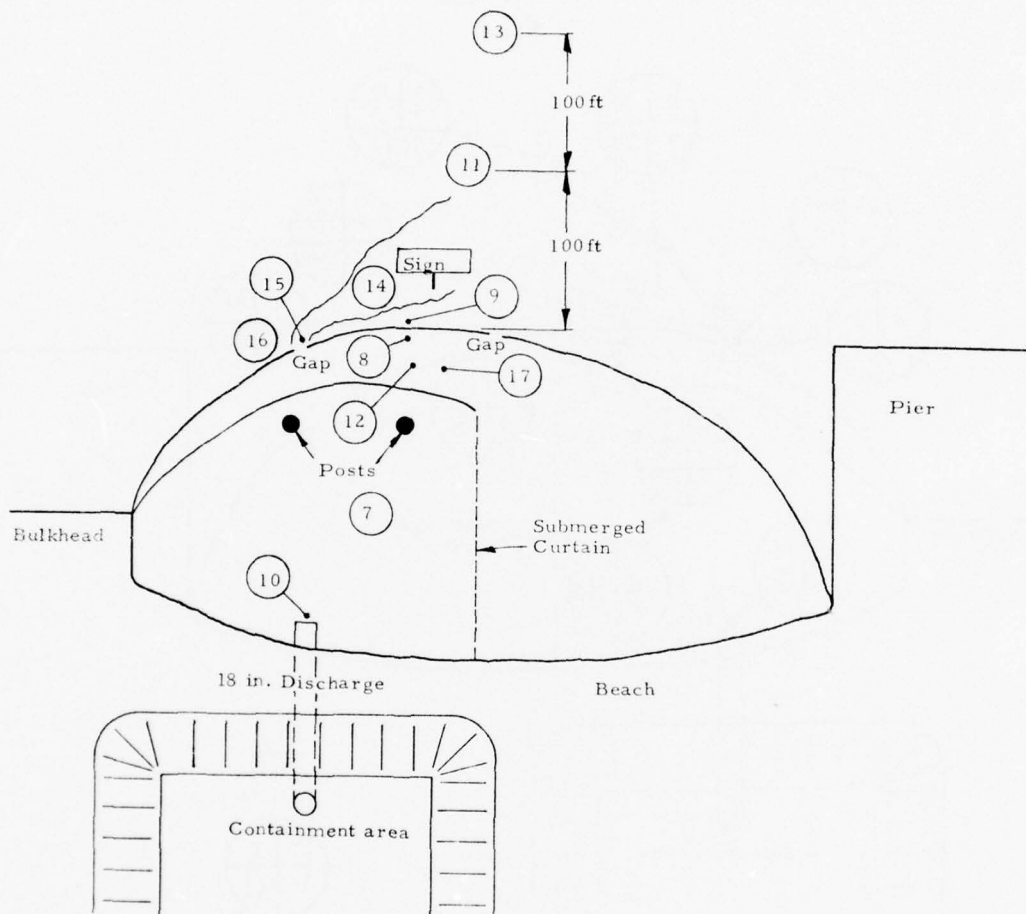 13
100 ft
11
100 ft
Sign
15
14
9
16
Gap
8
Gap
17
12
Pier
Posts
7
Bulkhead
Submerged
Curtain
10
18 in. Discharge
Beach
Containment area